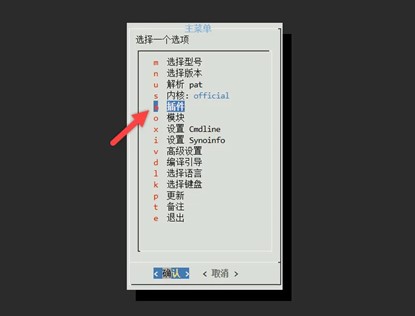 主菜单
选择一个选项
m 选择型号
n 选择版本
u 解析 pat
s 内核: official
插件
o 模块
x 设置 Cmdline
i 设置 Synoinfo
v 高级设置
d 编译引导
l 选择语言
k 选择键盘
p 更新
t 备注
e 退出
< 确认 > < 取消 >